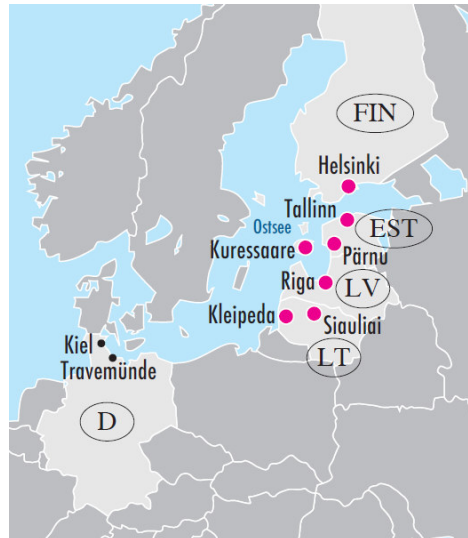 FIN
Helsinki
Tallinn
Ostsee
EST
Kuressaare
Pärnu
Riga
LV
Kleipeda
Siauliai
Kiel
LT
Travemünde
D